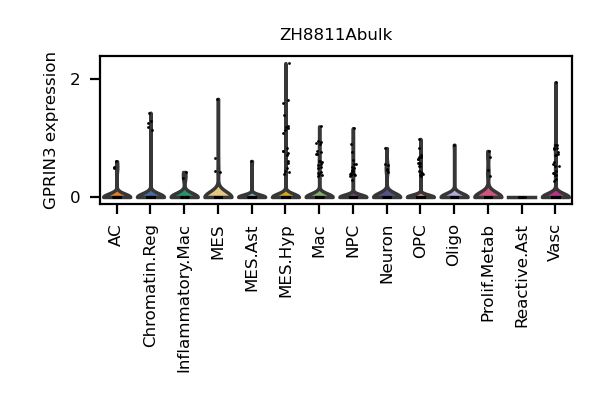 ZH8811Abulk
GPRIN3 expression
2
0
AC
Chromatin.Reg
Inflammatory.Mac
MES
MES.Ast
MES.Hyp
Mac
NPC
Neuron
OPC
Oligo
Prolif.Metab
Reactive.Ast
Vasc